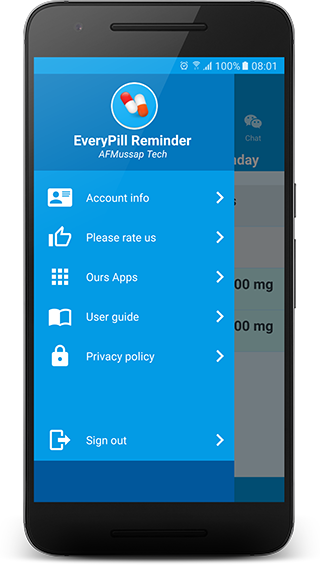 100% 08:01
EveryPill Reminder
AFMussap Tech
Chat
nday
Account info
Please rate us
s
Ours Apps
00 mg
User guide
00 mg
Privacy policy
Sign out